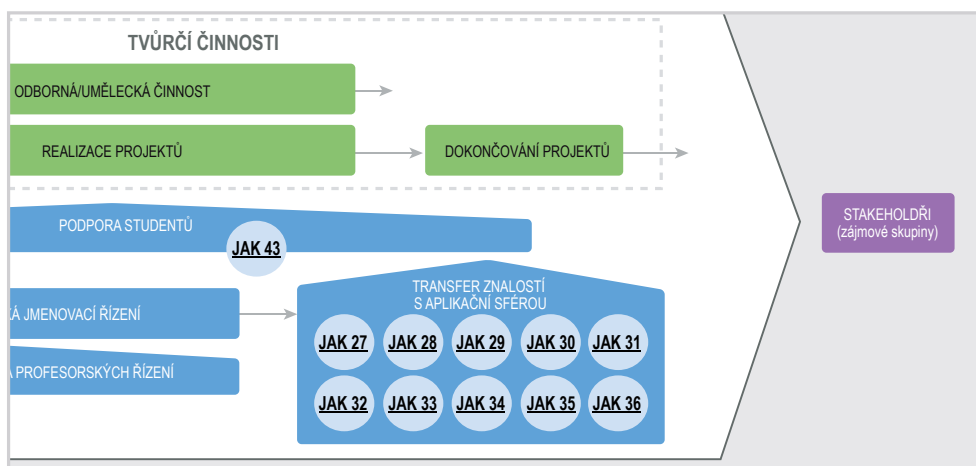 TVŮRČÍ ČINNOSTI
ODBORNÁ/UMĚLECKÁ ČINNOST
REALIZACE PROJEKTŮ
DOKONČOVÁNÍ PROJEKTŮ
STAKEHOLDŘI
(zájmové skupiny)
PODPORA STUDENTŮ
JAK 43
TRANSFER ZNALOSTÍ
S APLIKAČNÍ SFÉROU
KÁ JMENOVACÍ ŘÍZENÍ
JAK 27 JAK 28 JAK 29 JAK 30 JAK 31
A PROFESORSKÝCH ŘÍZENÍ
JAK 32 JAK 33 JAK 34 JAK 35 JAK 36